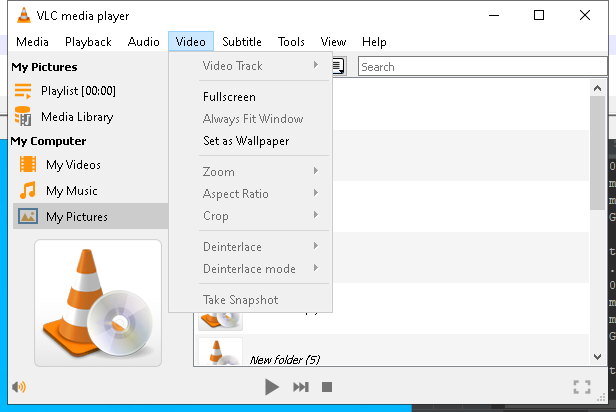 VLC media player
Media Playback Audio Video Subtitle Tools View Help
My Pictures
Playlist [00:00]
Media Library
My Computer
My Videos
My Music
My Pictures
Video Track
Fullscreen
Always Fit Window
Set as Wallpaper
Zoom
Aspect Ratio
Crop
Deinterlace
Deinterlace mode
Take Snapshot
Search
New folder (5)